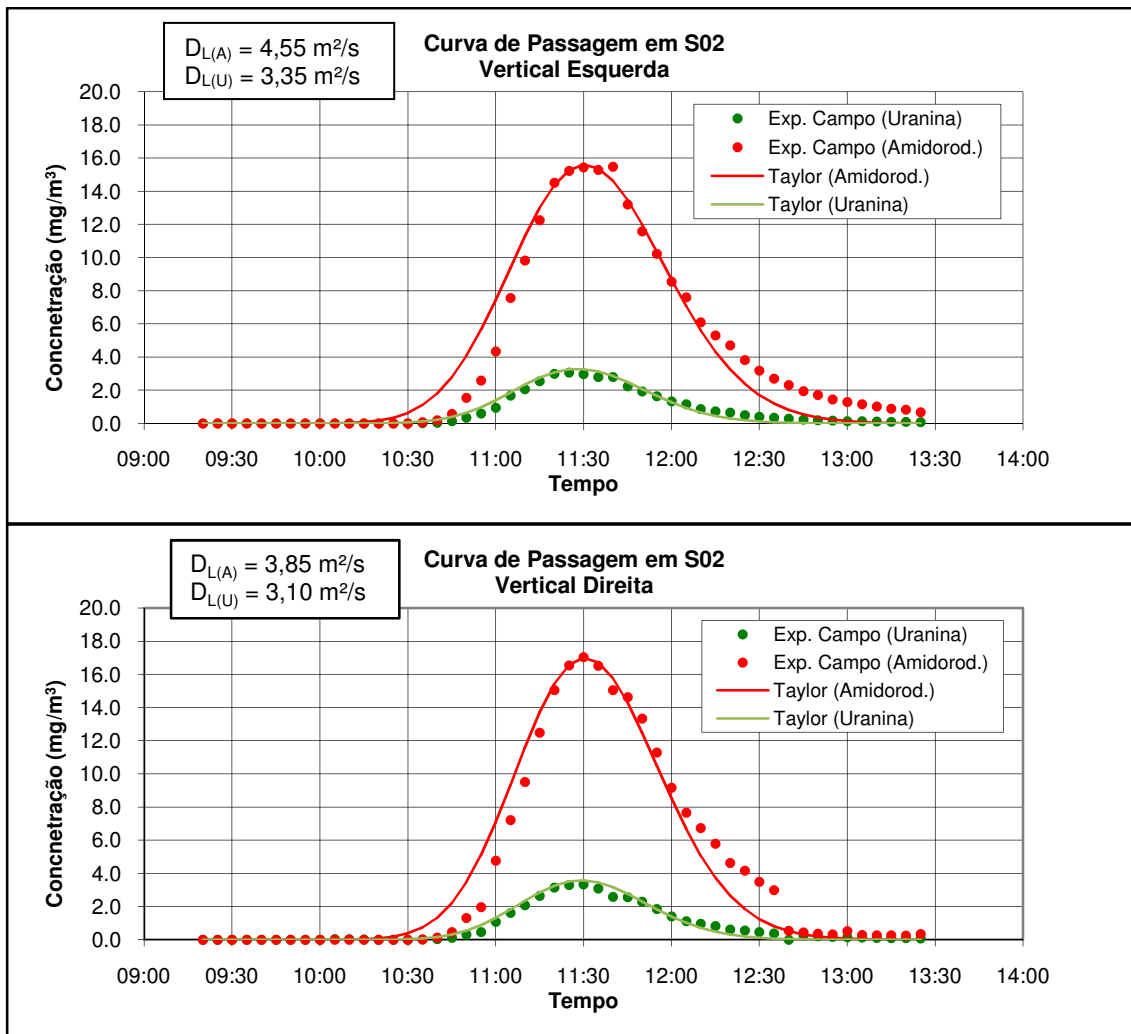 D_L(A) = 4,55 m²/s
D_L(U) = 3,35 m²/s
Curva de Passagem em S02
Vertical Esquerda
20.0
18.0
16.0
14.0
12.0
10.0
8.0
6.0
4.0
2.0
0.0
Concnetração (mg/m³)
Exp. Campo (Uranina)
Exp. Campo (Amidorod.)
Taylor (Amidorod.)
Taylor (Uranina)
09:00 09:30 10:00 10:30 11:00 11:30 12:00 12:30 13:00 13:30 14:00
Tempo
D_L(A) = 3,85 m²/s
D_L(U) = 3,10 m²/s
Curva de Passagem em S02
Vertical Direita
20.0
18.0
16.0
14.0
12.0
10.0
8.0
6.0
4.0
2.0
0.0
Concnetração (mg/m³)
Exp. Campo (Uranina)
Exp. Campo (Amidorod.)
Taylor (Amidorod.)
Taylor (Uranina)
09:00 09:30 10:00 10:30 11:00 11:30 12:00 12:30 13:00 13:30 14:00
Tempo